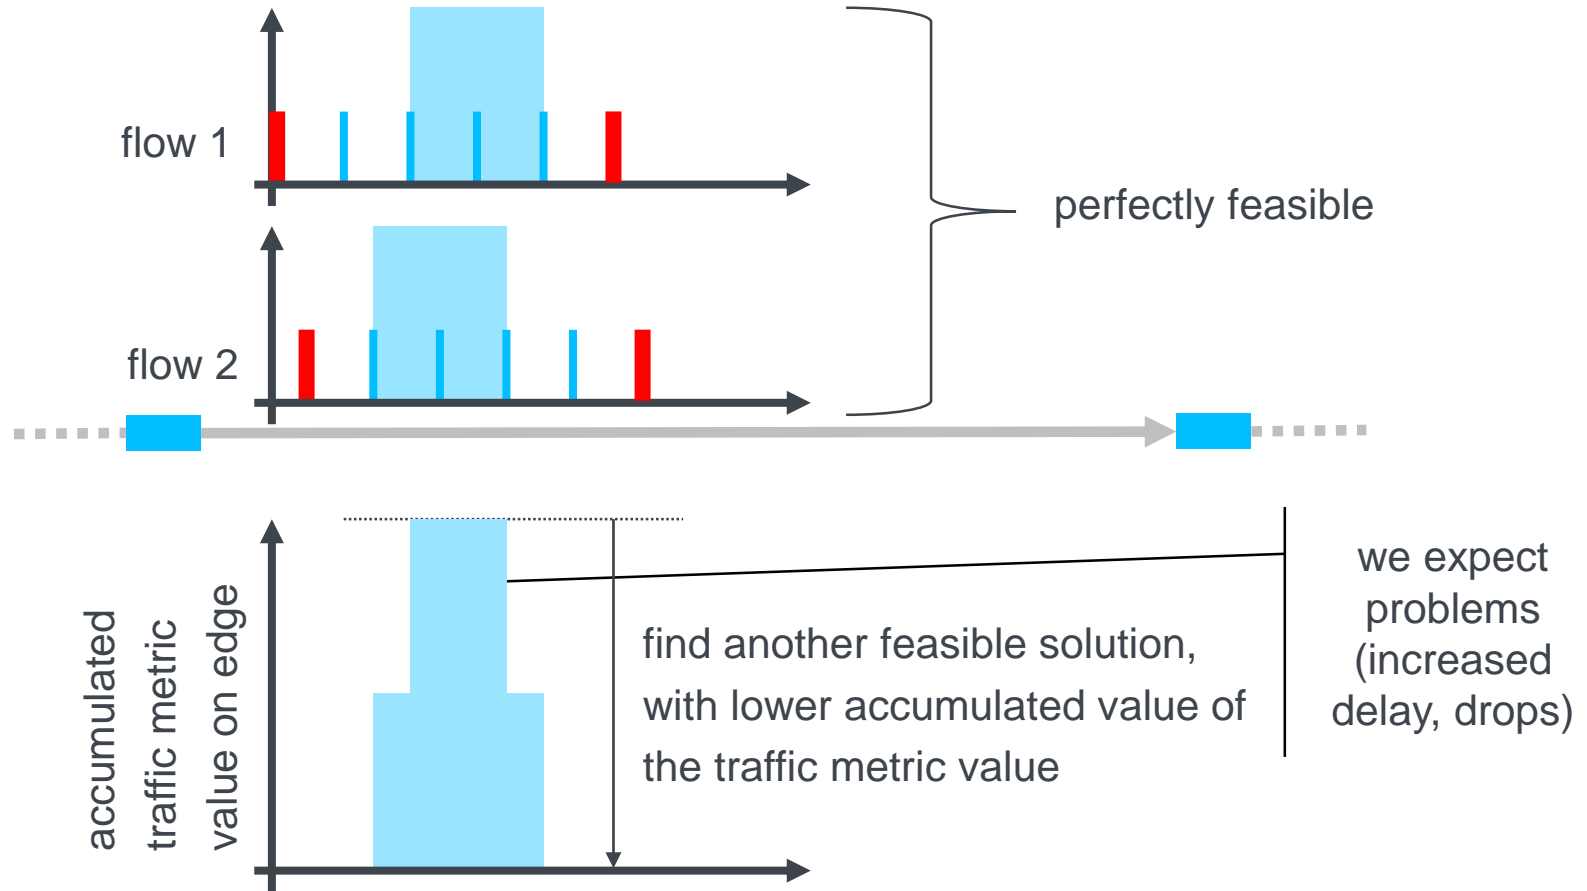 flow 1
perfectly feasible
flow 2
accumulated
traffic metric
value on edge
find another feasible solution,
with lower accumulated value of
the traffic metric value
we expect
problems
(increased
delay, drops)